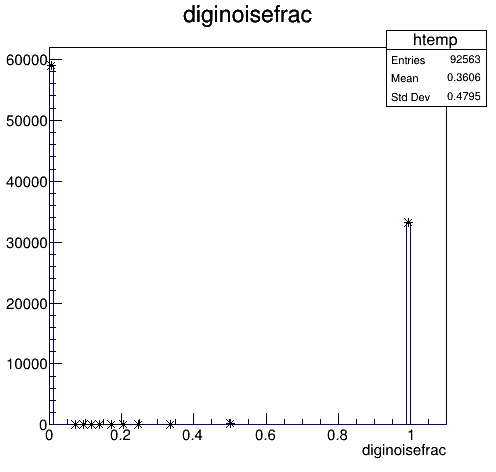 diginoisefrac
htemp
Entries 92563
Mean 0.3606
Std Dev 0.4795
60000
50000
40000
30000
20000
10000
0
0 0.2 0.4 0.6 0.8 1
diginoisefrac